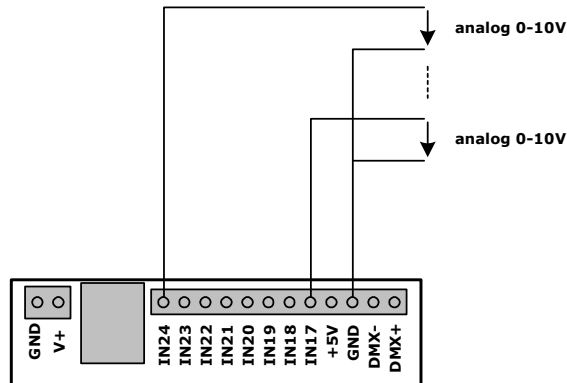 analog 0-10V
analog 0-10V
GND
V+
IN24
IN23
IN22
IN21
IN20
IN19
IN18
IN17
+5V
GND
DMX-
DMX+